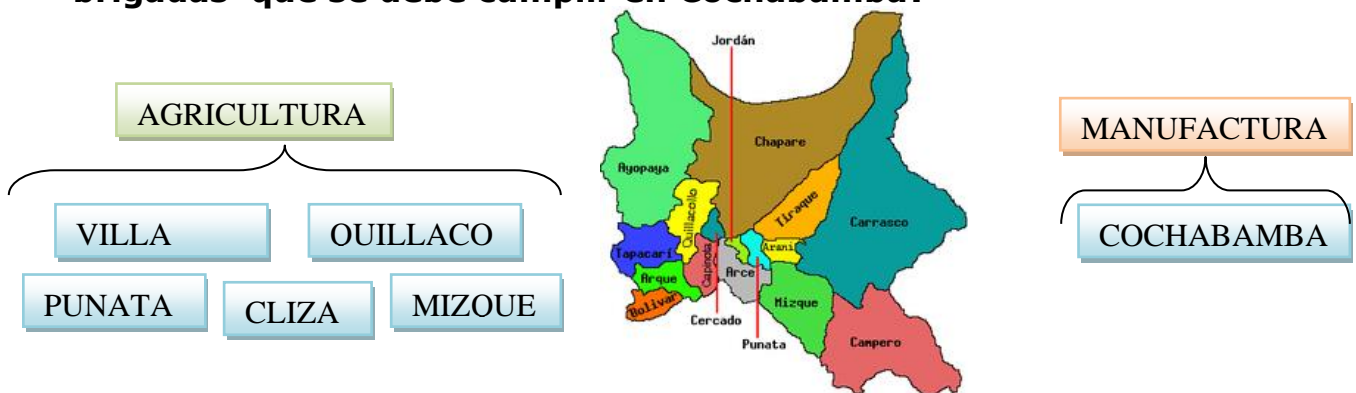 Jordán
AGRICULTURA
MANUFACTURA
Chapare
Ayopaya
Quillacollo
Tiraque
Carrasco
VILLA
OUILLACO
COCHABAMBA
Tapacarí
Capinota
Arani
Arque
Arce
PUNATA
CLIZA
MIZOUE
Bolivar
Mizque
Cercado
Punata
Campero